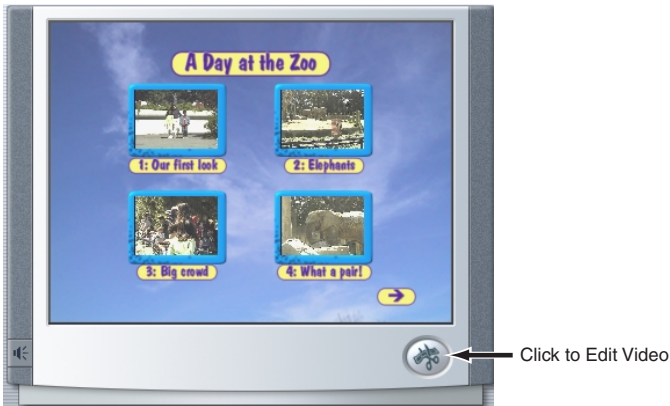 A Day at the Zoo
1: Our first look
2: Elephants
3: Big crowd
4: What a pair!
Click to Edit Video